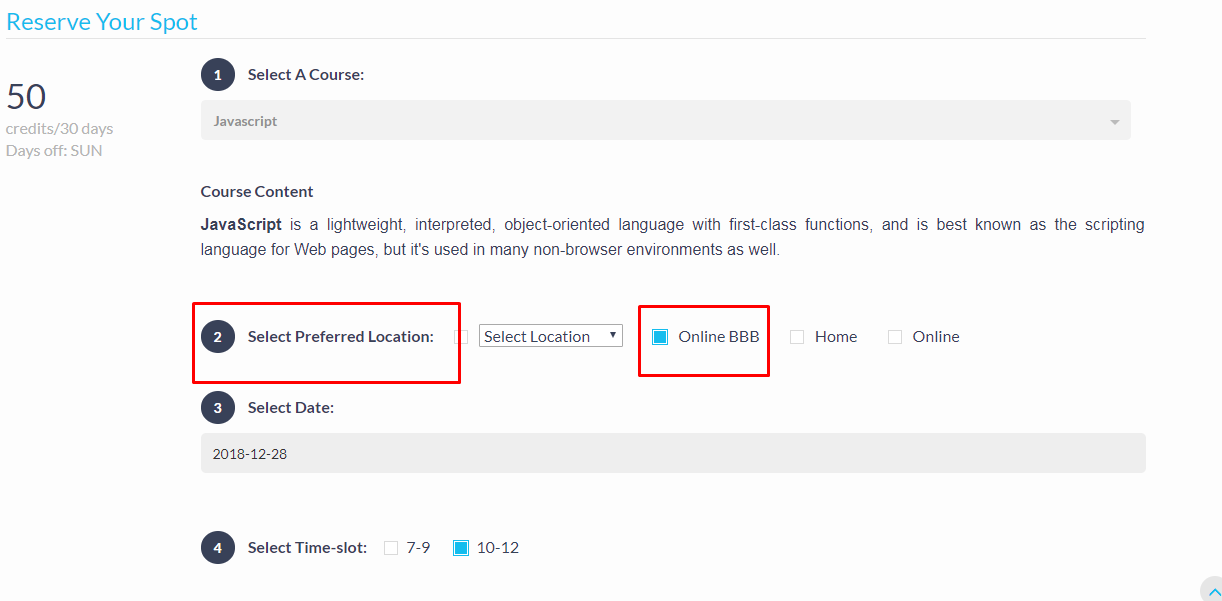 Reserve Your Spot
50
credits/30 days
Days off: SUN
1 Select A Course:
Javascript
Course Content
JavaScript is a lightweight, interpreted, object-oriented language with first-class functions, and is best known as the scripting
language for Web pages, but it's used in many non-browser environments as well.
2 Select Preferred Location: Select Location Online BBB Home Online
3 Select Date:
2018-12-28
4 Select Time-slot: 7-9 10-12